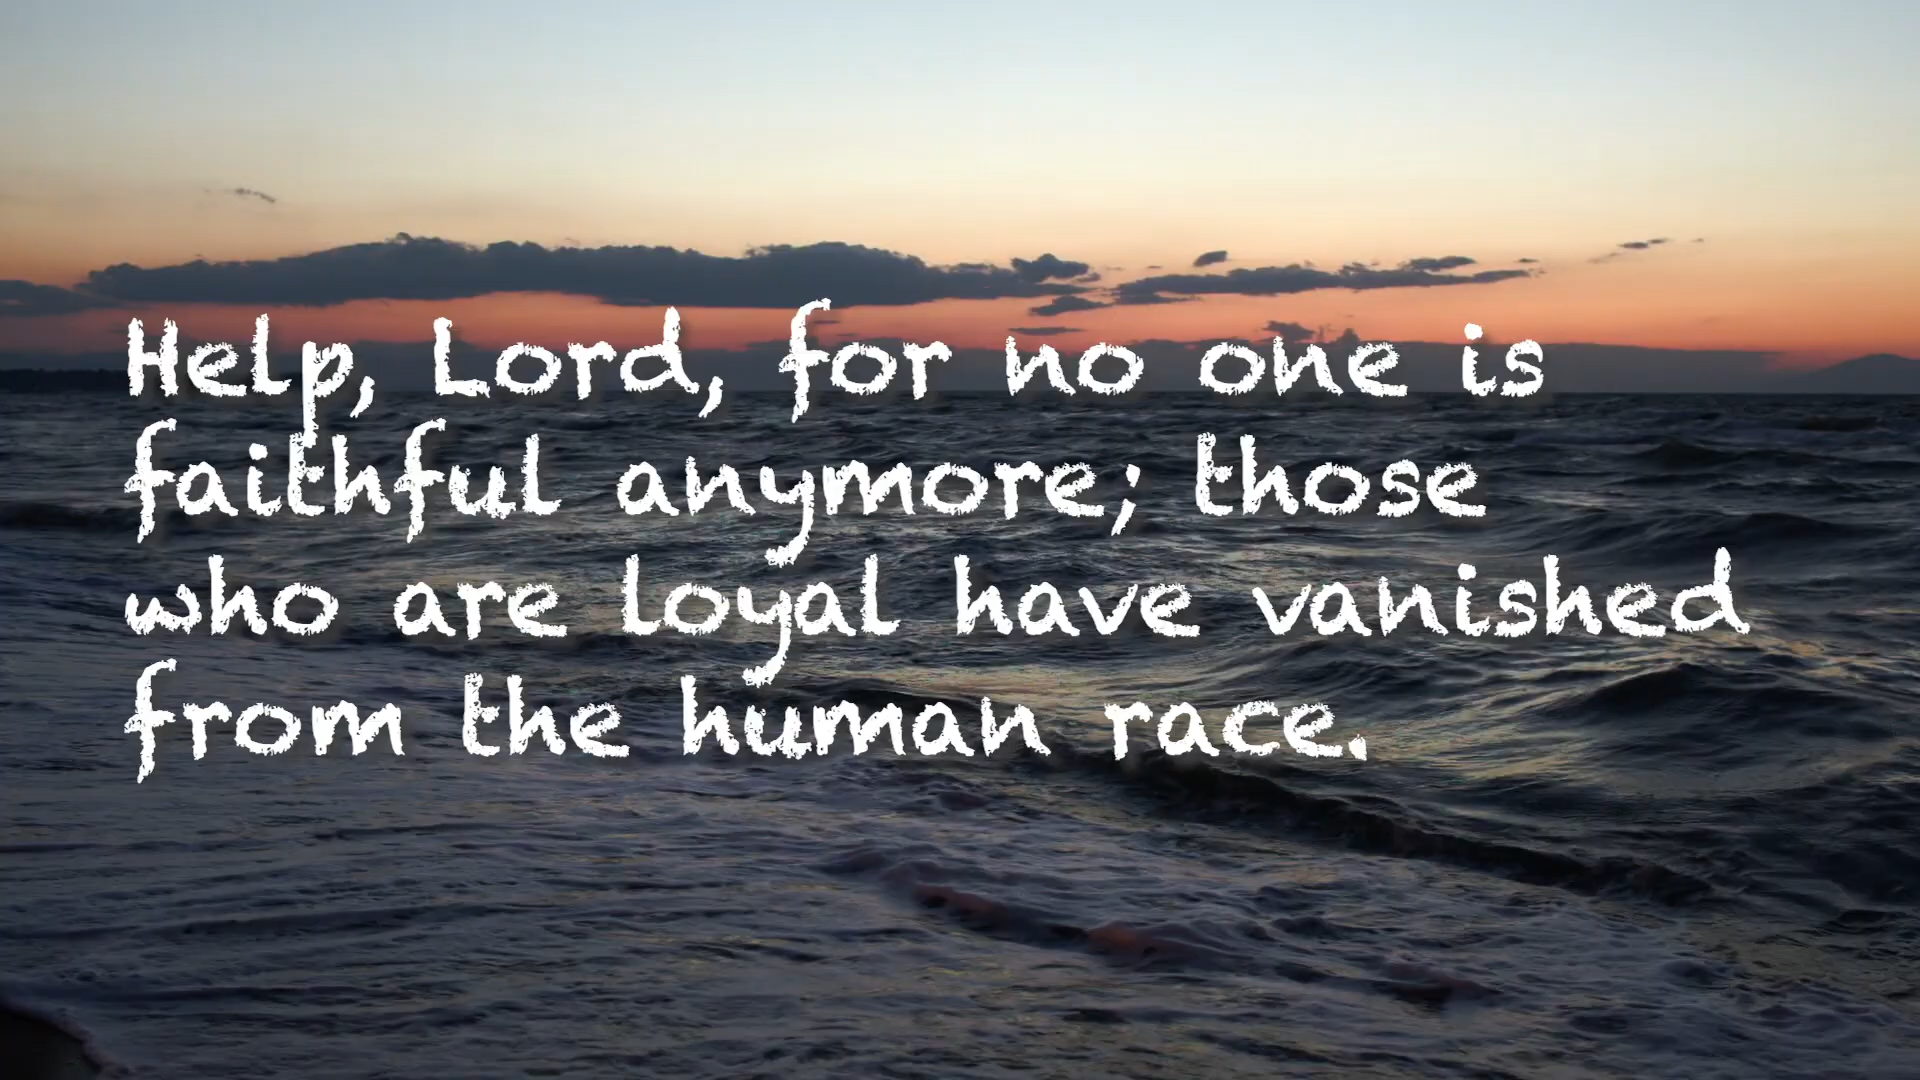 Help, Lord, for no one is
faithful anymore; those
who are loyal have vanished
from the human race.